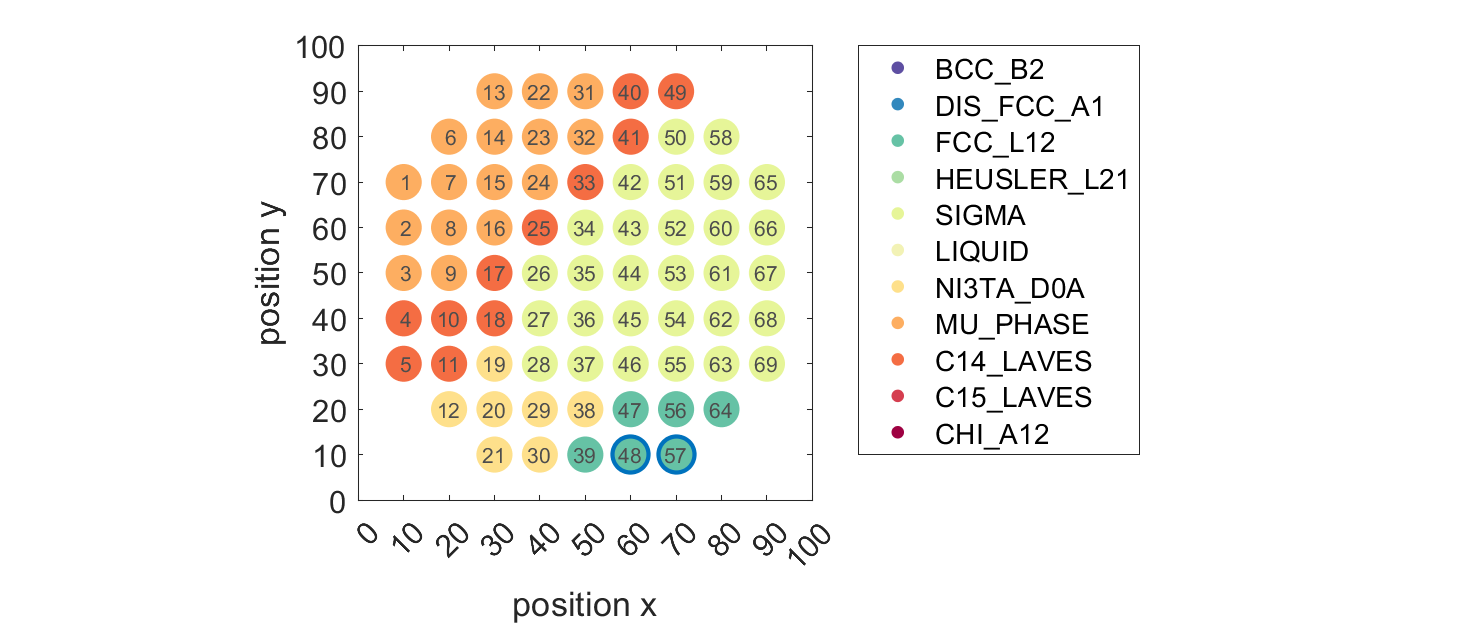 100
90
80
70
60
50
40
30
20
10
0
13 22 31 40 49
6 14 23 32 41 50 58
1 7 15 24 33 42 51 59 65
2 8 16 25 34 43 52 60 66
3 9 17 26 35 44 53 61 67
4 10 18 27 36 45 54 62 68
5 11 19 28 37 46 55 63 69
12 20 29 38 47 56 64
21 30 39 48 57
0 10 20 30 40 50 60 70 80 90 100
position x
position y
BCC_B2
DIS_FCC_A1
FCC_L12
HEUSLER_L21
SIGMA
LIQUID
NI3TA_D0A
MU_PHASE
C14_LAVES
C15_LAVES
CHI_A12